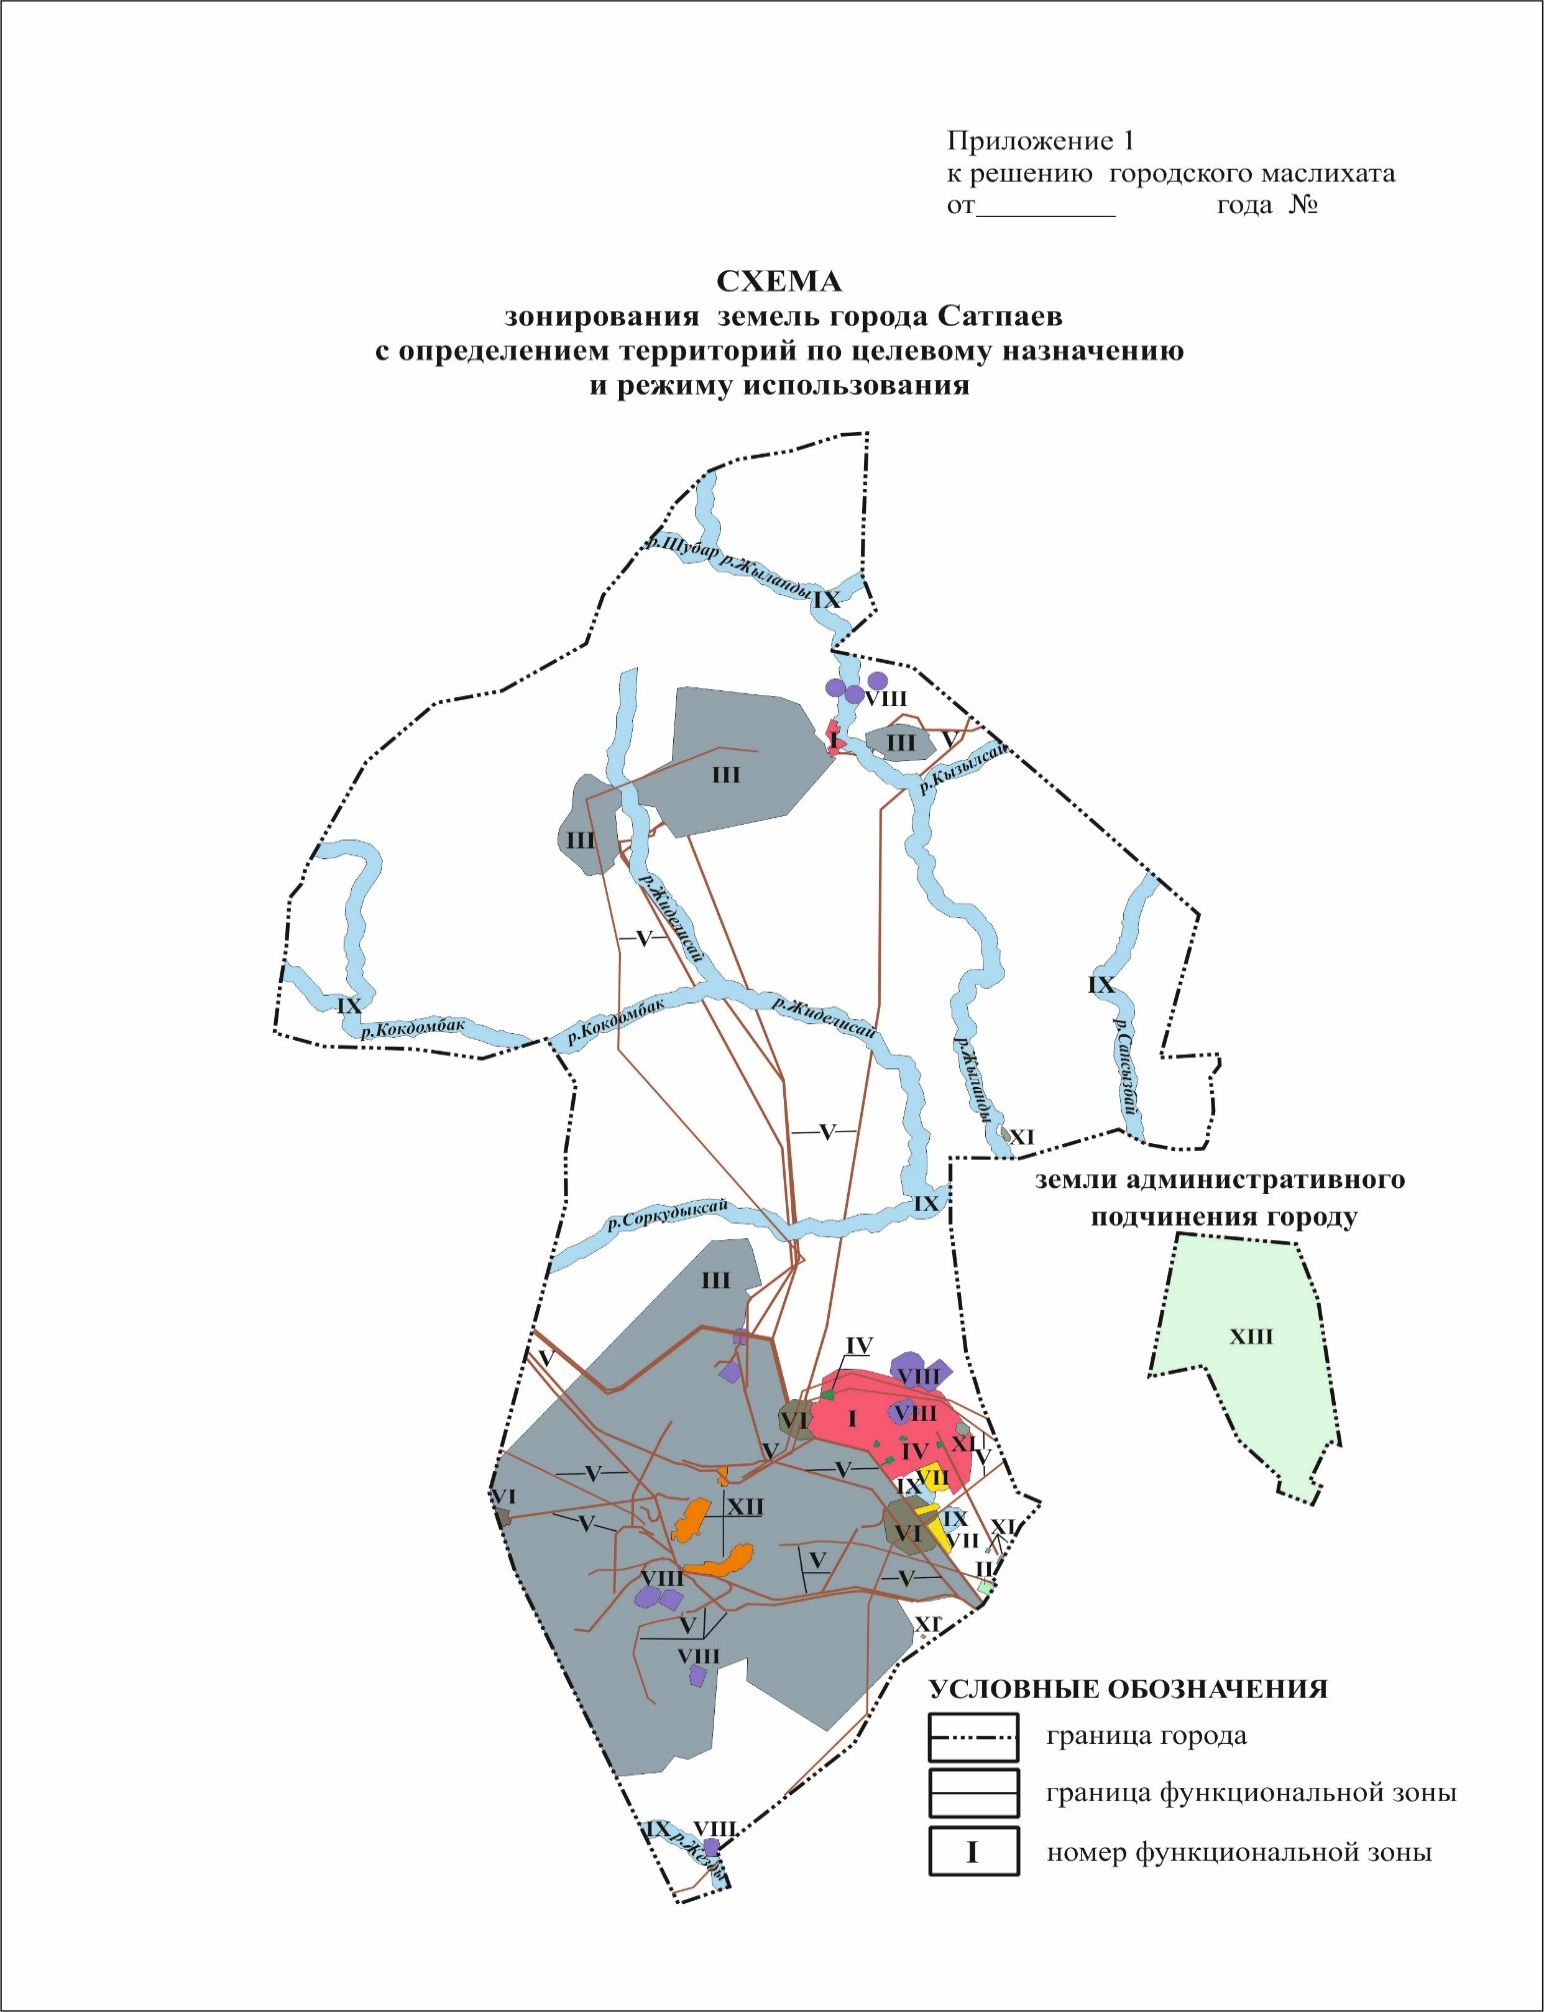 Приложение 1
к решению городского маслихата
от__________ года №
СХЕМА
зонирования земель города Сатпаев
с определением территорий по целевому назначению
и режиму использования
р.Шубар
р.Жыланды
IX
VIII
I
III
V
р.Кызылсай
III
III
р.Жиделисай
V
IX
IX
р.Кокдомбак
р.Кокдомбак
р.Жиделисай
р.Сансызбай
р.Жыланды
V
XI
земли административного
подчинения городу
IX
р.Соркудыксай
III
XIII
IV
V
VIII
VI
I
VIII
V
IV
XI
V
V
V
VII
IX
VI
XII
IX
V
VI
VII
XI
V
II
VIII
V
V
XI
VIII
УСЛОВНЫЕ ОБОЗНАЧЕНИЯ
граница города
граница функциональной зоны
IX
VIII
I
номер функциональной зоны